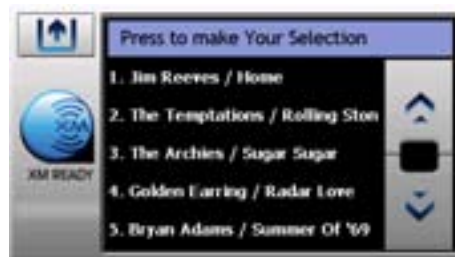 Press to make Your Selection
1. Jim Reeves / Home
2. The Temptations / Rolling Ston
3. The Archies / Sugar Sugar
XM
XM READY
4. Golden Earring / Radar Love
5. Bryan Adams / Summer Of '69